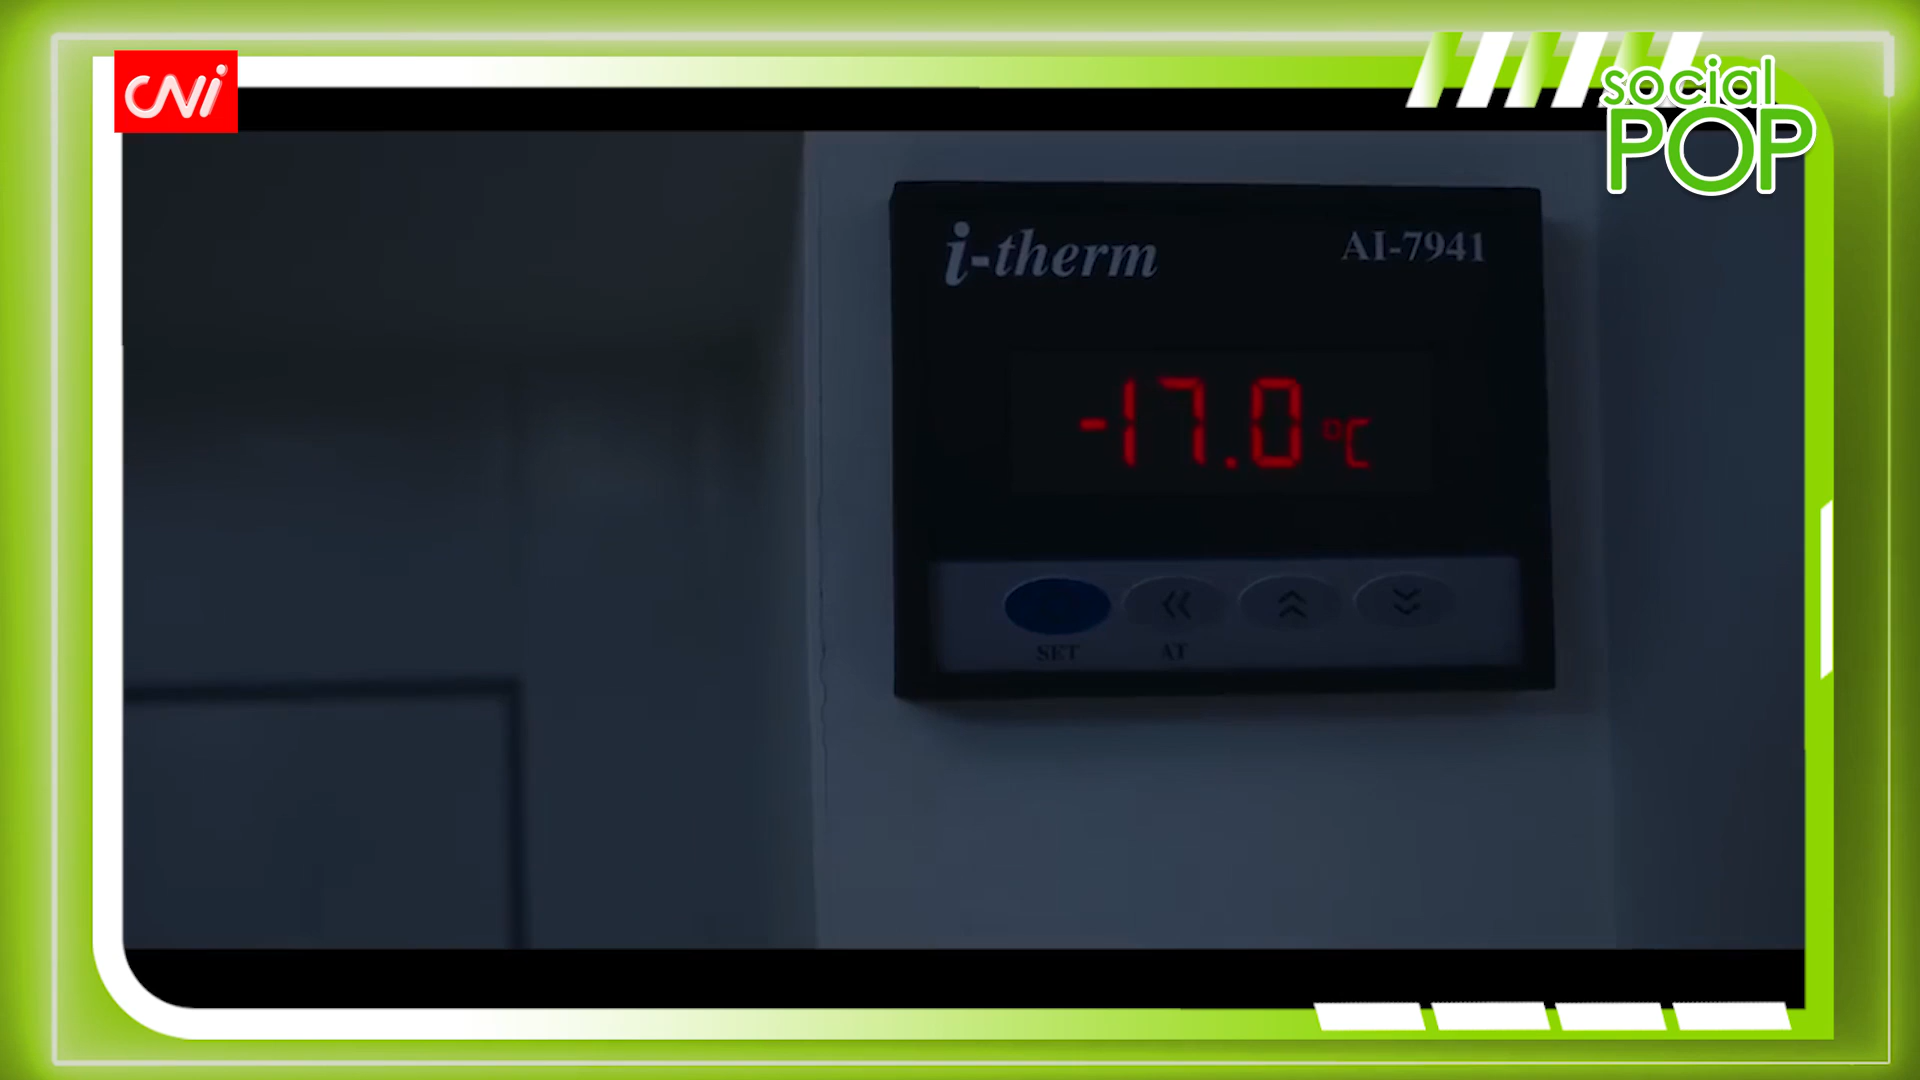 CNi
social
POP
i-therm
AI-7941
-17.0 °C
SET
AT